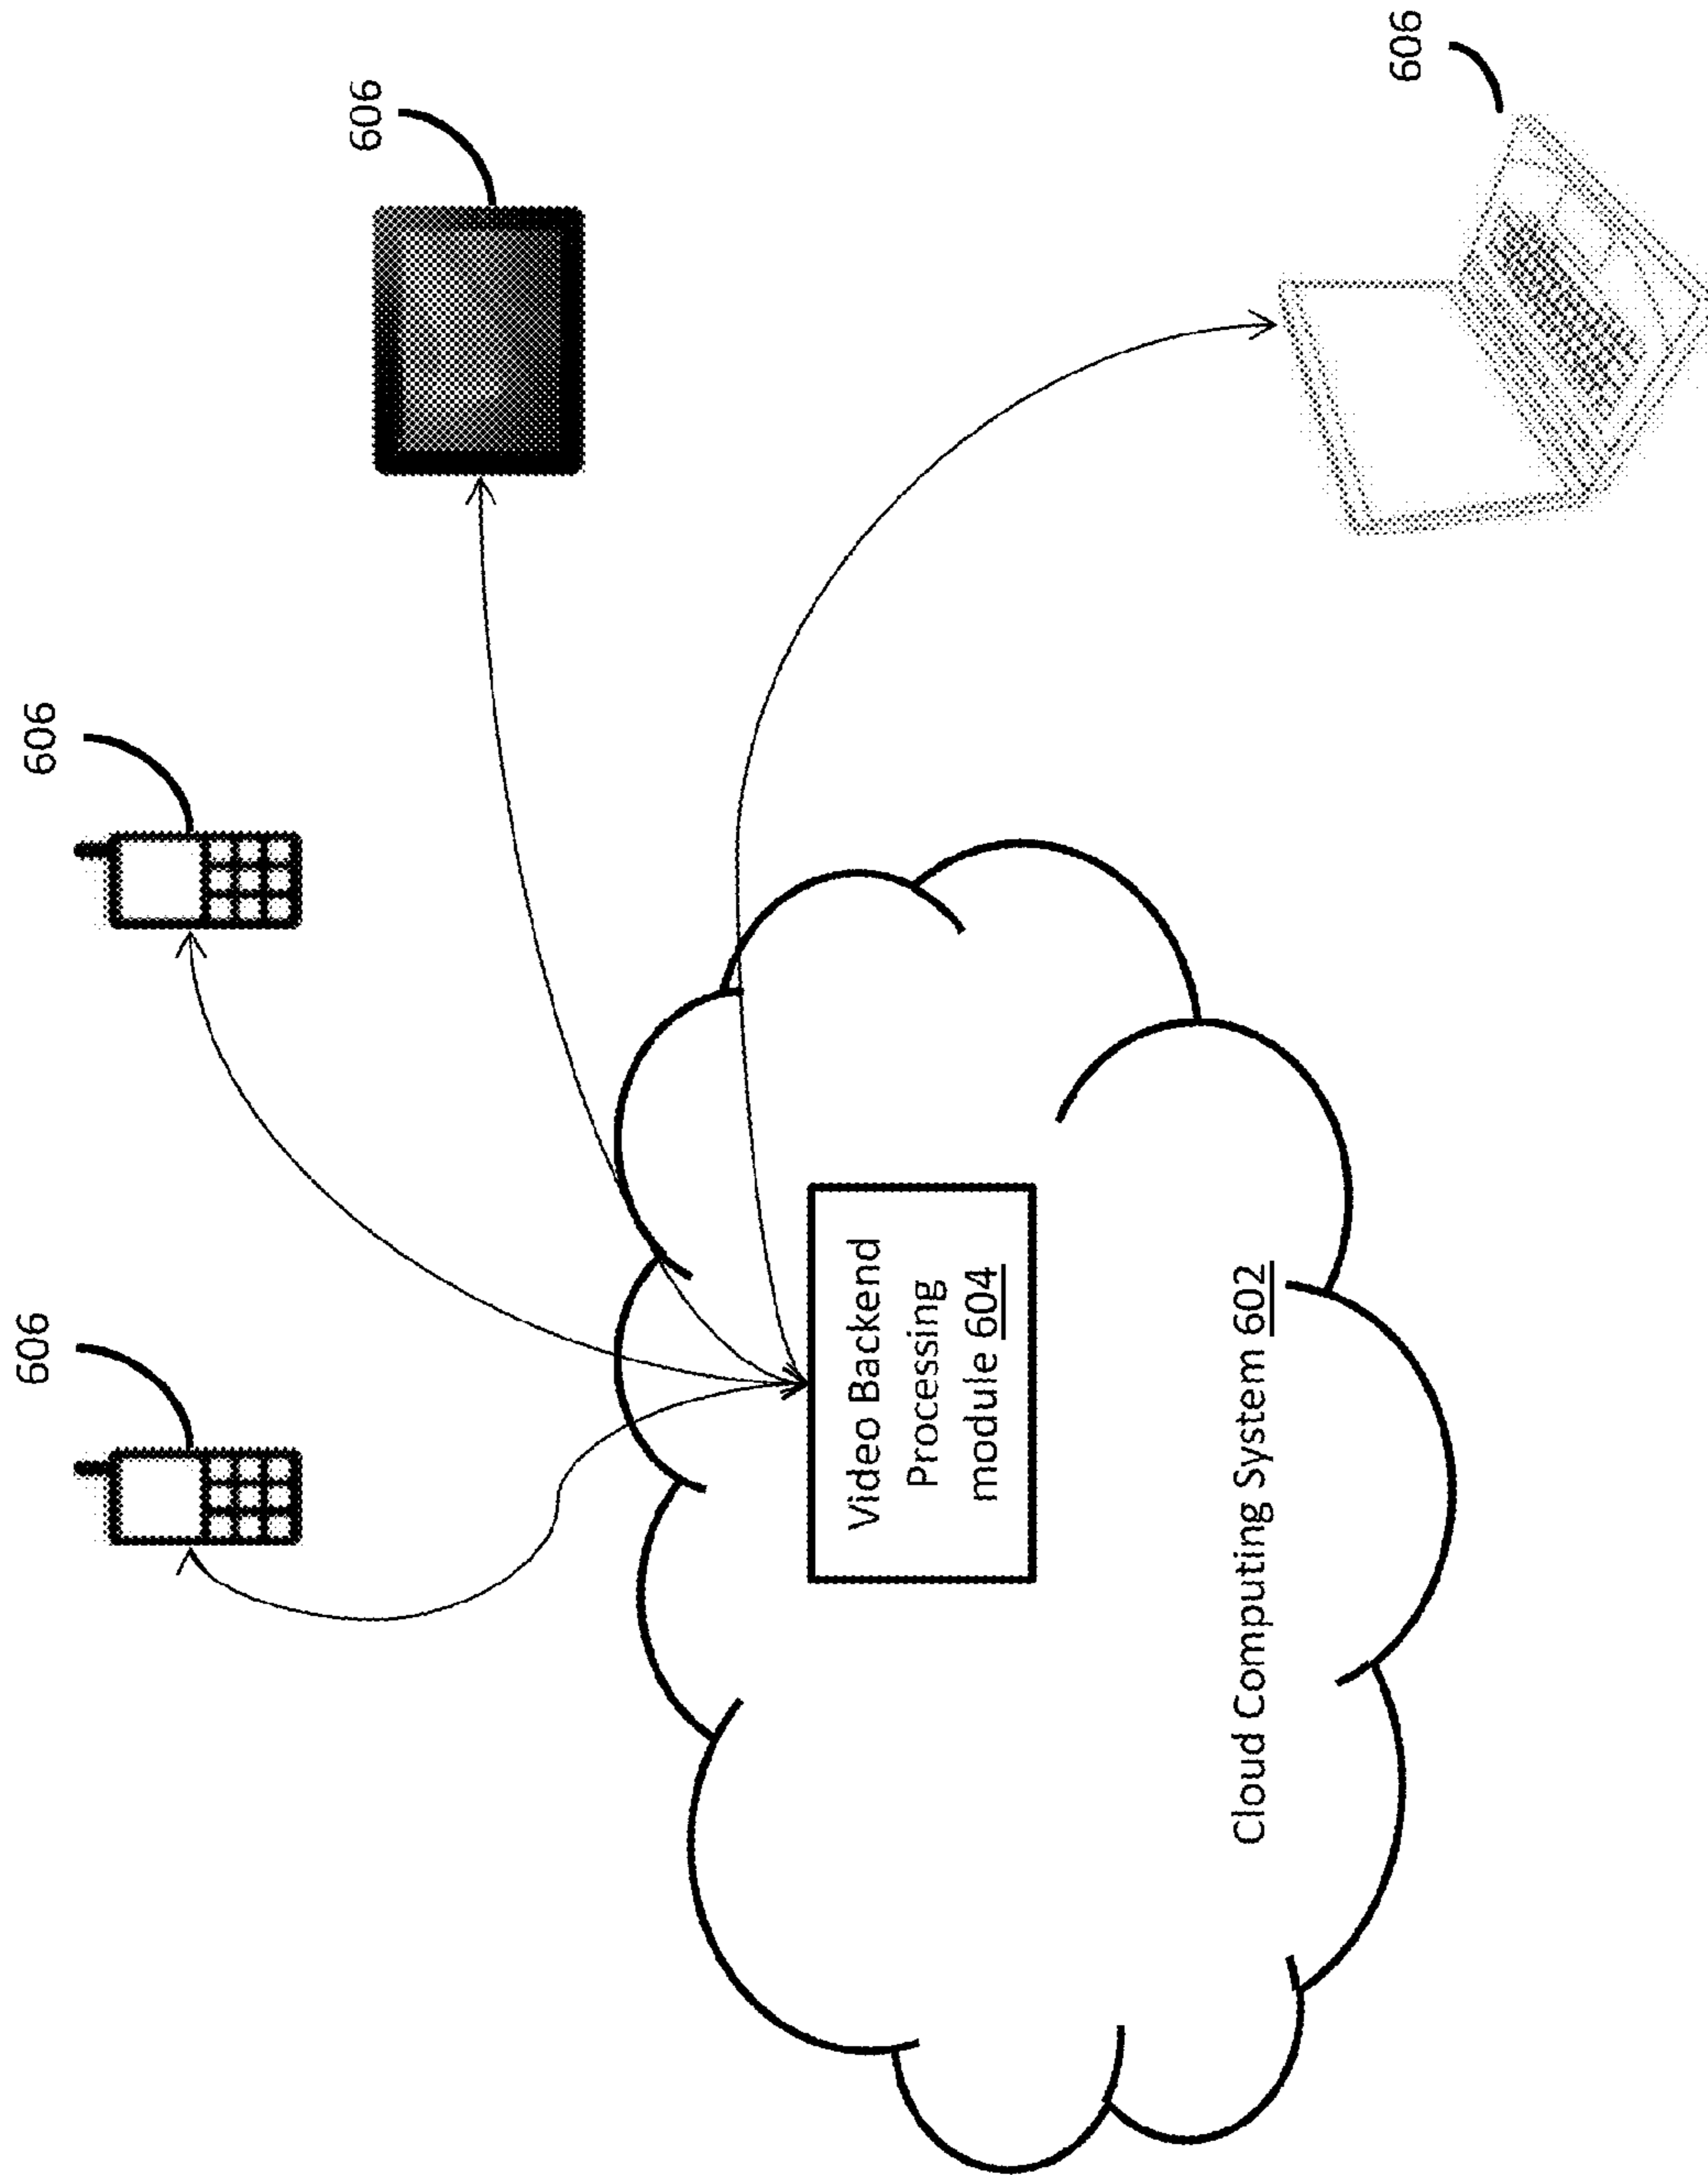 606
606
606
606
Video Backend
Processing
module 604
Cloud Computing System 602